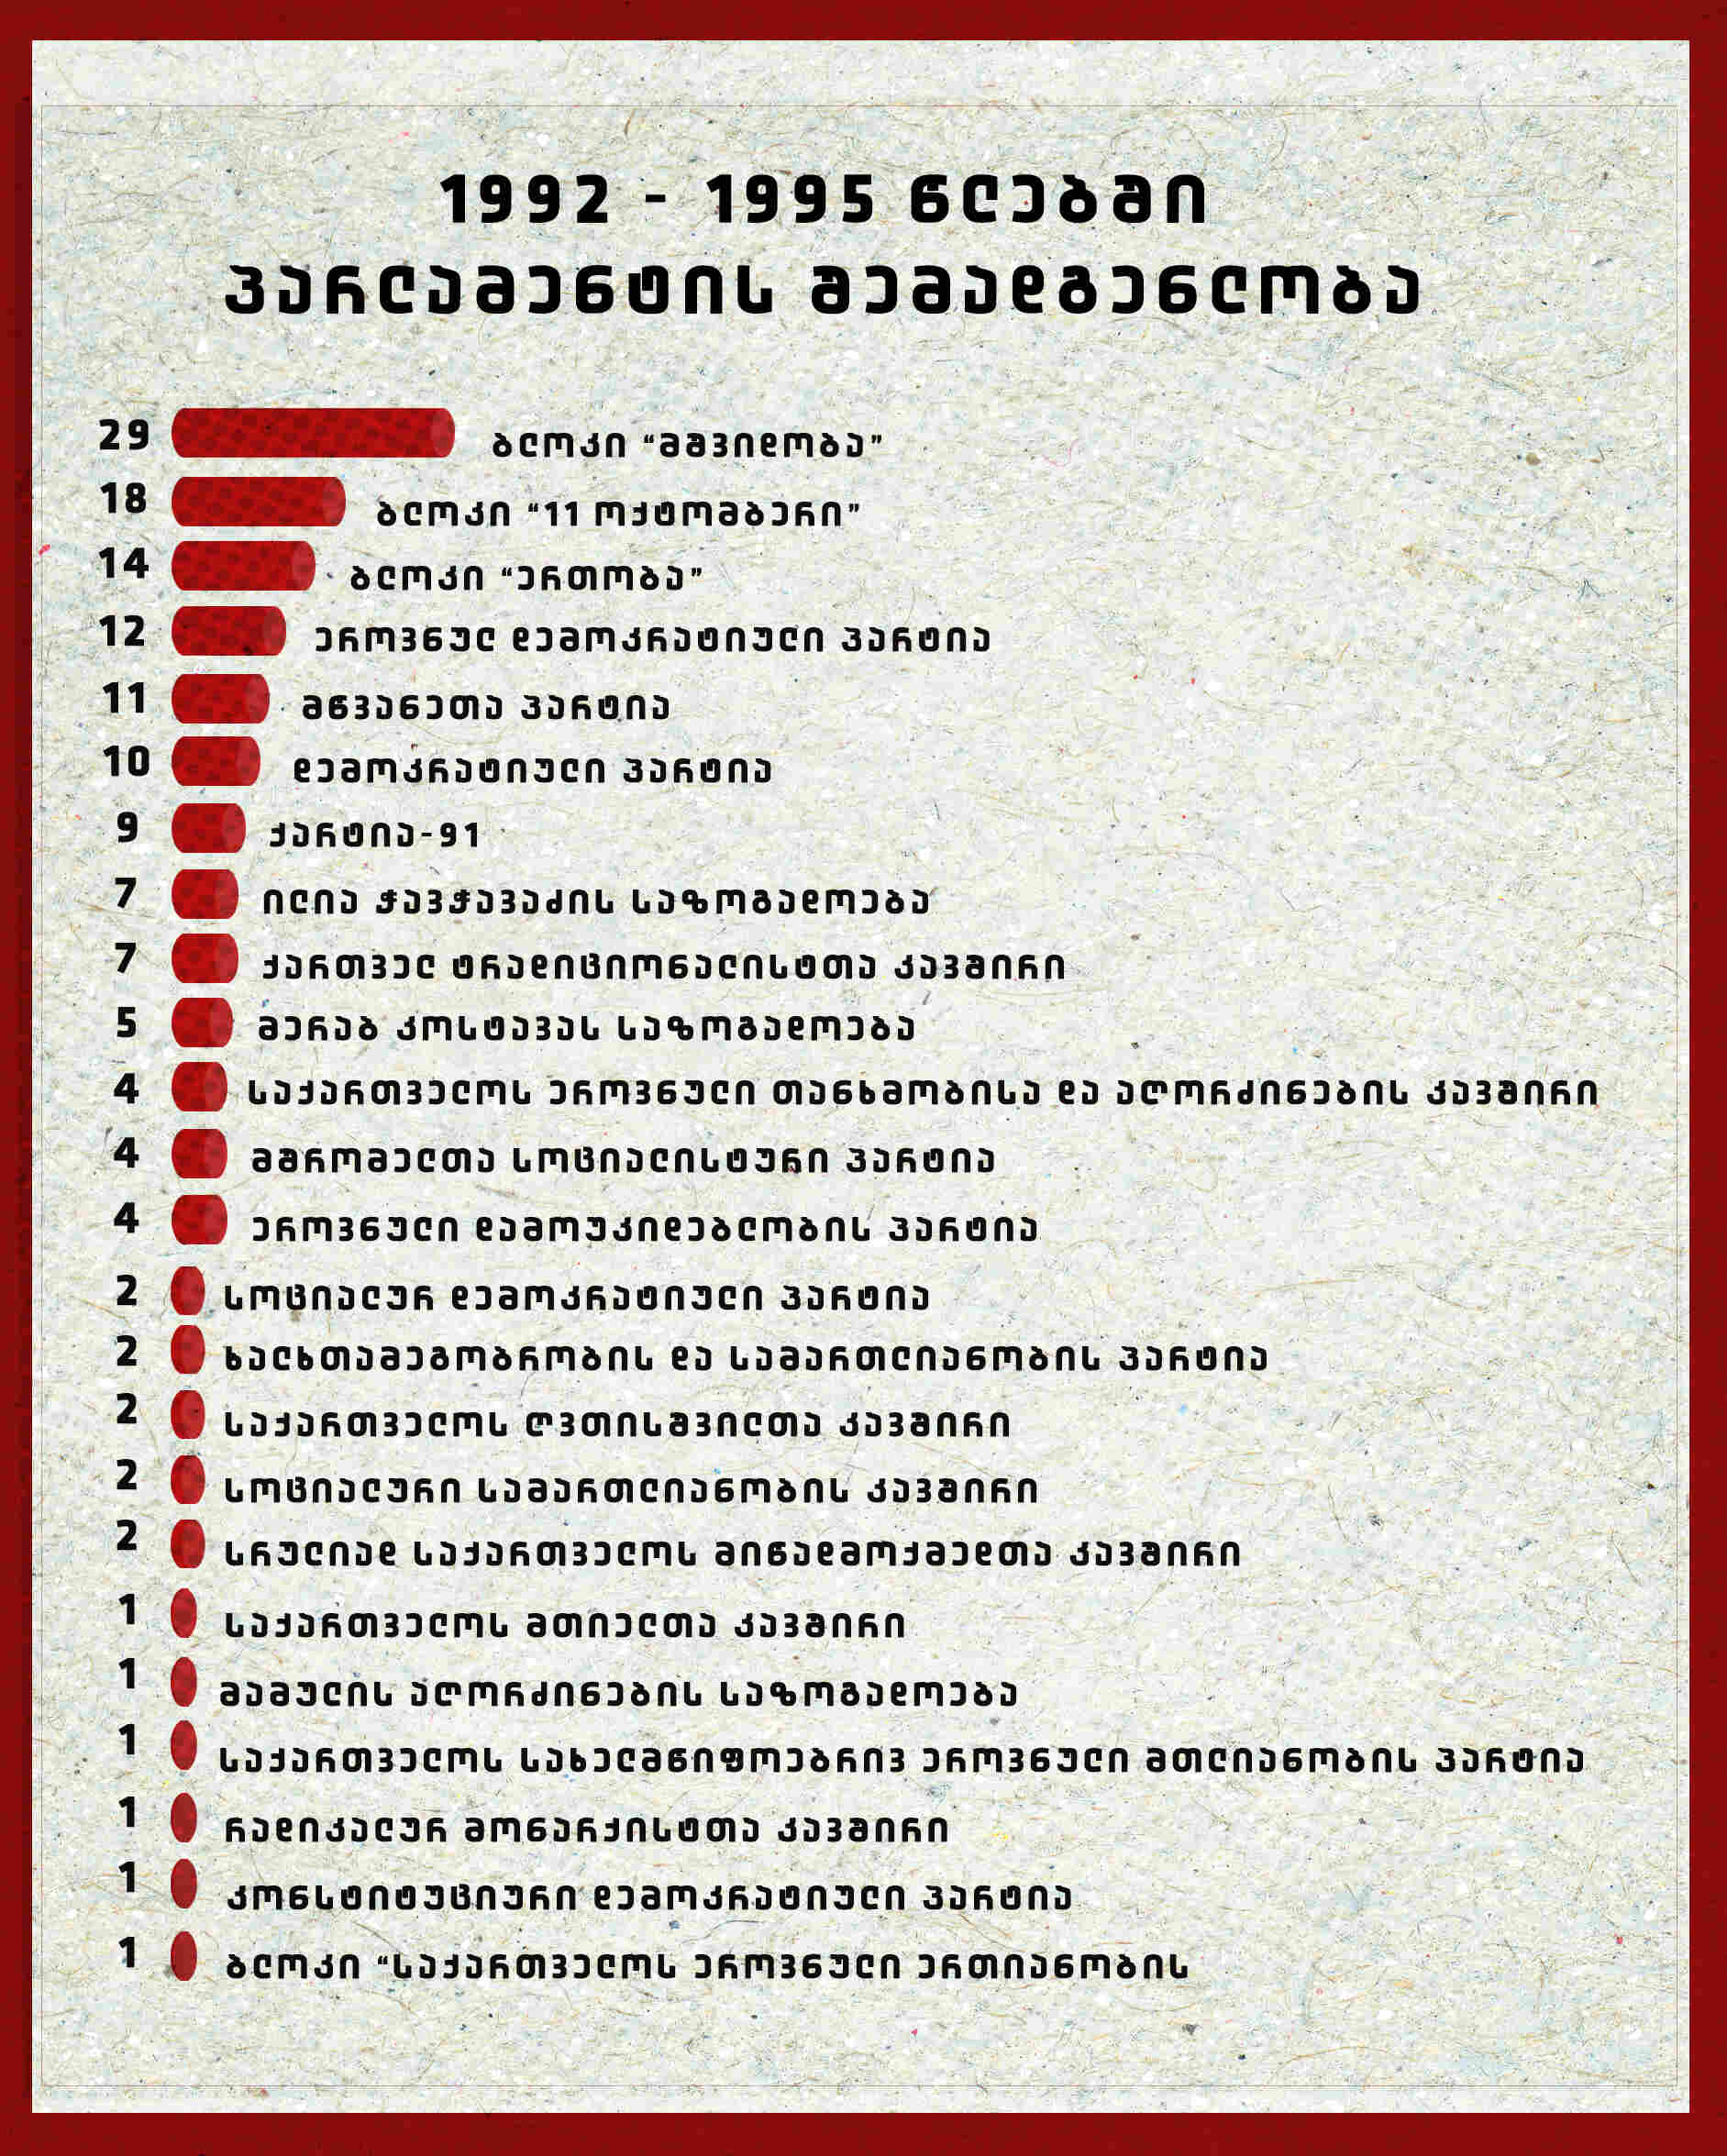 1992 - 1995 წლებში
პარლამენტის შემადგენლობა
29 ბლოკი “მშვიდობა”
18 ბლოკი “11 ოქტომბერი”
14 ბლოკი “ერთობა”
12 ეროვნულ დემოკრატიული პარტია
11 მწვანეთა პარტია
10 დემოკრატიული პარტია
9 ქარტია-91
7 ილია ჭავჭავაძის საზოგადოება
7 ქართველ ტრადიციონალისტთა კავშირი
5 მერაბ კოსტავას საზოგადოება
4 საქართველოს ეროვნული თანხმობისა და აღორძინების კავშირი
4 მშრომელთა სოციალისტური პარტია
4 ეროვნული დამოუკიდებლობის პარტია
2 სოციალურ დემოკრატიული პარტია
2 ხალხთამეგობრობის და სამართლიანობის პარტია
2 საქართველოს ღვთისშვილთა კავშირი
2 სოციალური სამართლიანობის კავშირი
2 სრულიად საქართველოს მიწადმოქმედთა კავშირი
1 საქართველოს მთიელთა კავშირი
1 მამულის აღორძინების საზოგადოება
1 საქართველოს სახელმწიფოებრივ ეროვნული მთლიანობის პარტია
1 რადიკალურ მონარქისტთა კავშირი
1 კონსტიტუციური დემოკრატიული პარტია
1 ბლოკი “საქართველოს ეროვნული ერთიანობის